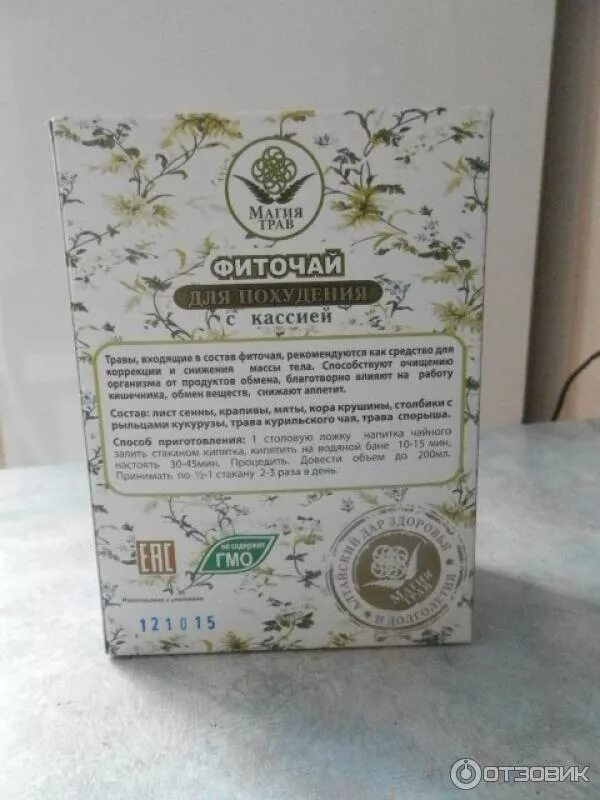 МАГИЯ
ТРАВ
ФИТОЧАЙ
ДЛЯ ПОХУДЕНИЯ
с кассией
Травы, входящие в состав фиточая, рекомендуются как средство для
коррекции и снижения массы тела. Способствуют очищению
организма от продуктов обмена, благотворно влияют на работу
кишечника, обмен веществ, снижают аппетит.
Состав: лист сенны, крапивы, мяты, кора крушины, столбики с
рыльцами кукурузы, трава курильского чая, трава спорыша.
Способ приготовления: 1 столовую ложку напитка чайного
залить стаканом кипятка, кипятить на водяной бане 10-15 мин,
настоять 30-45мин. Процедить. Довести объем до 200мл.
Принимать по ½-1 стакану 2-3 раза в день.
ЕАС
не содержит
ГМО
АЛТАЙСКИЙ ДАР ЗДОРОВЬЯ
И ДОЛГОЛЕТИЯ
МАГИЯ
ТРАВ
Изготовлено и упаковано
121015
ОТЗОВИК